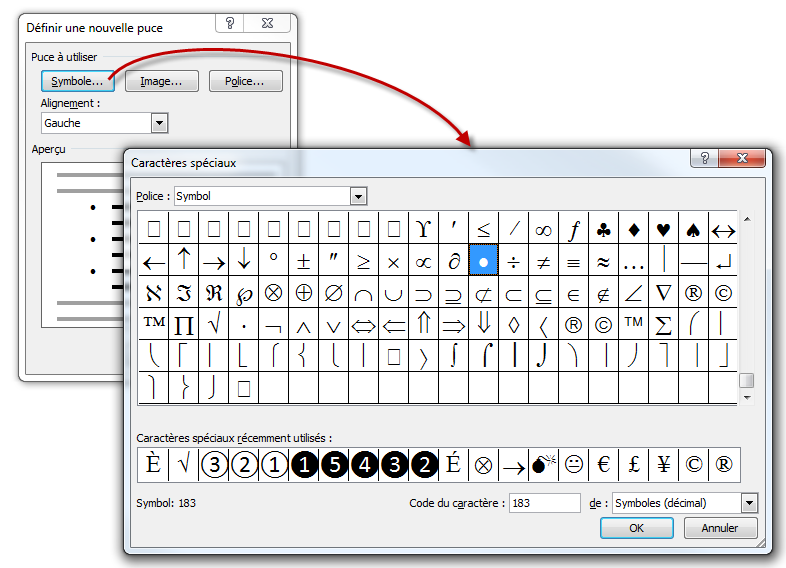 Définir une nouvelle puce
Puce à utiliser
Symbole... Image... Police...
Alignement :
Gauche
Aperçu
Caractères spéciaux
Police : Symbol
□ □ □ □ □ □ □ □ □ ϒ ′ ≤ ⁄ ∞ ƒ ♣ ♦ ♥ ♠ ↔
← ↑ → ↓ ° ± ″ ≥ × ∝ ∂ • ÷ ≠ ≡ ≈ … ⏐ — ↵
ℵ ℑ ℜ ℘ ⊗ ⊕ ∅ ∩ ∪ ⊃ ⊇ ⊄ ⊂ ⊆ ∈ ∉ ∠ ∇ ® ©
™ ∏ √ ⋅ ¬ ∧ ∨ ⇔ ⇐ ⇑ ⇒ ⇓ ◊ 〈 ® © ™ ∑ ⎛ ⎜
⎝ ⎡ ⎢ ⎣ ⎧ ⎨ ⎩ ⎪ □ 〉 ∫ ⌠ ⎮ ⌡ ⎞ ⎟ ⎠ ⎤ ⎥ ⎦
⎫ ⎬ ⎭ □
Caractères spéciaux récemment utilisés :
È √ ③ ② ① ❶ ❺ ❹ ❸ ❷ É ⊗ → 💣 😐 € £ ¥ © ®
Symbol: 183 Code du caractère : 183 de : Symboles (décimal)
OK Annuler